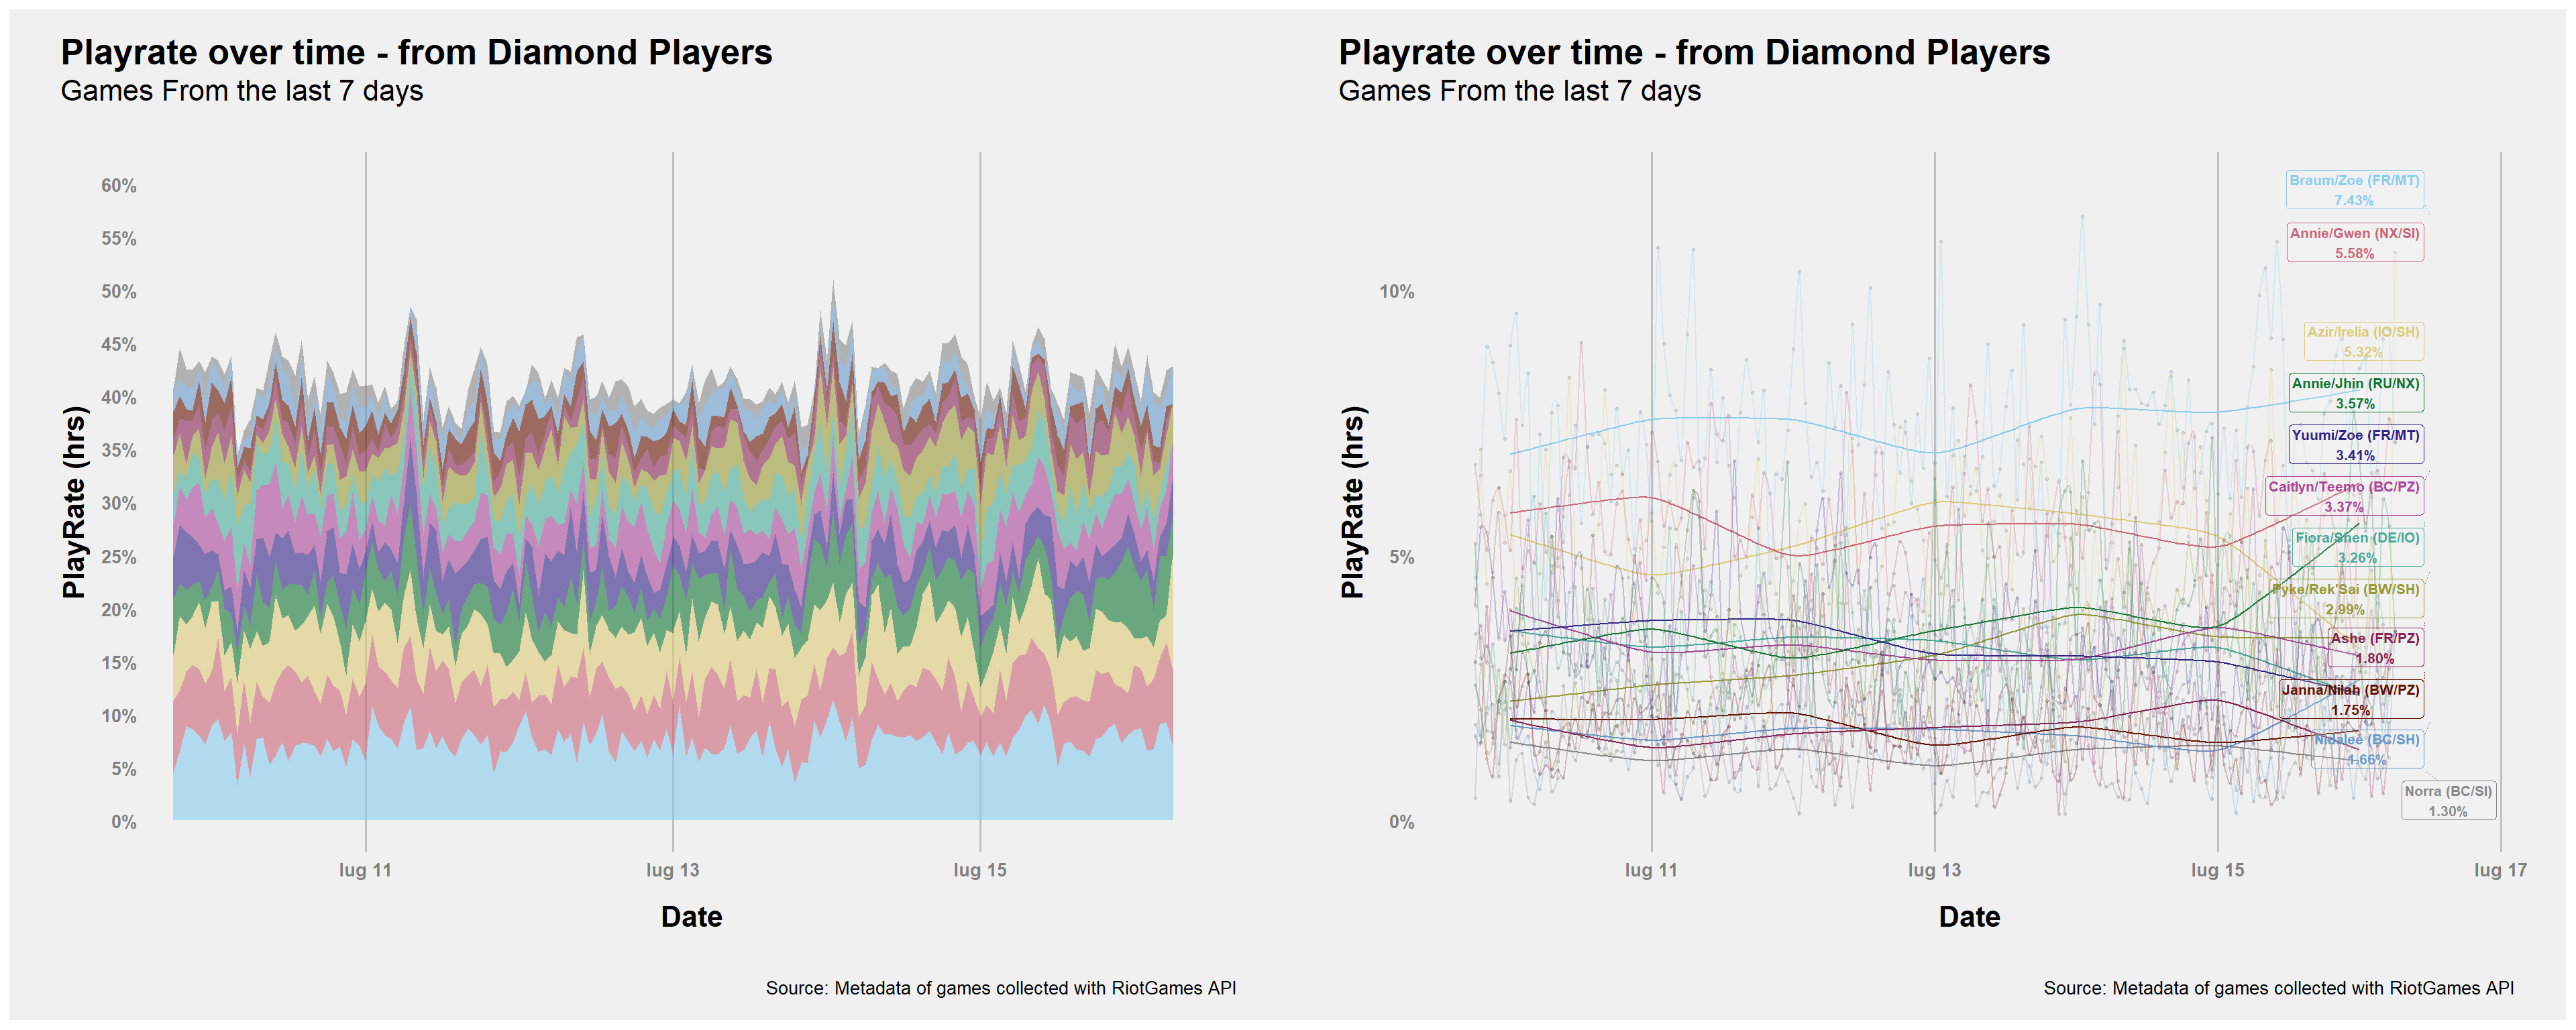 Playrate over time - from Diamond Players
Games From the last 7 days
PlayRate (hrs)
60%
55%
50%
45%
40%
35%
30%
25%
20%
15%
10%
5%
0%
lug 11
lug 13
lug 15
Date
Source: Metadata of games collected with RiotGames API
Playrate over time - from Diamond Players
Games From the last 7 days
PlayRate (hrs)
10%
5%
0%
Braum/Zoe (FR/MT)
7.43%
Annie/Gwen (NX/SI)
5.58%
Azir/Irelia (IO/SH)
5.32%
Annie/Jhin (RU/NX)
3.57%
Yuumi/Zoe (FR/MT)
3.41%
Caitlyn/Teemo (BC/PZ)
3.37%
Fiora/Shen (DE/IO)
3.26%
Pyke/Rek'Sai (BW/SH)
2.99%
Ashe (FR/PZ)
1.80%
Janna/Nilah (BW/PZ)
1.75%
Nidalee (BC/SH)
1.66%
Norra (BC/SI)
1.30%
lug 11
lug 13
lug 15
lug 17
Date
Source: Metadata of games collected with RiotGames API